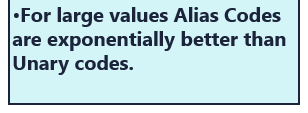 •For large values Alias Codes
are exponentially better than
Unary codes.